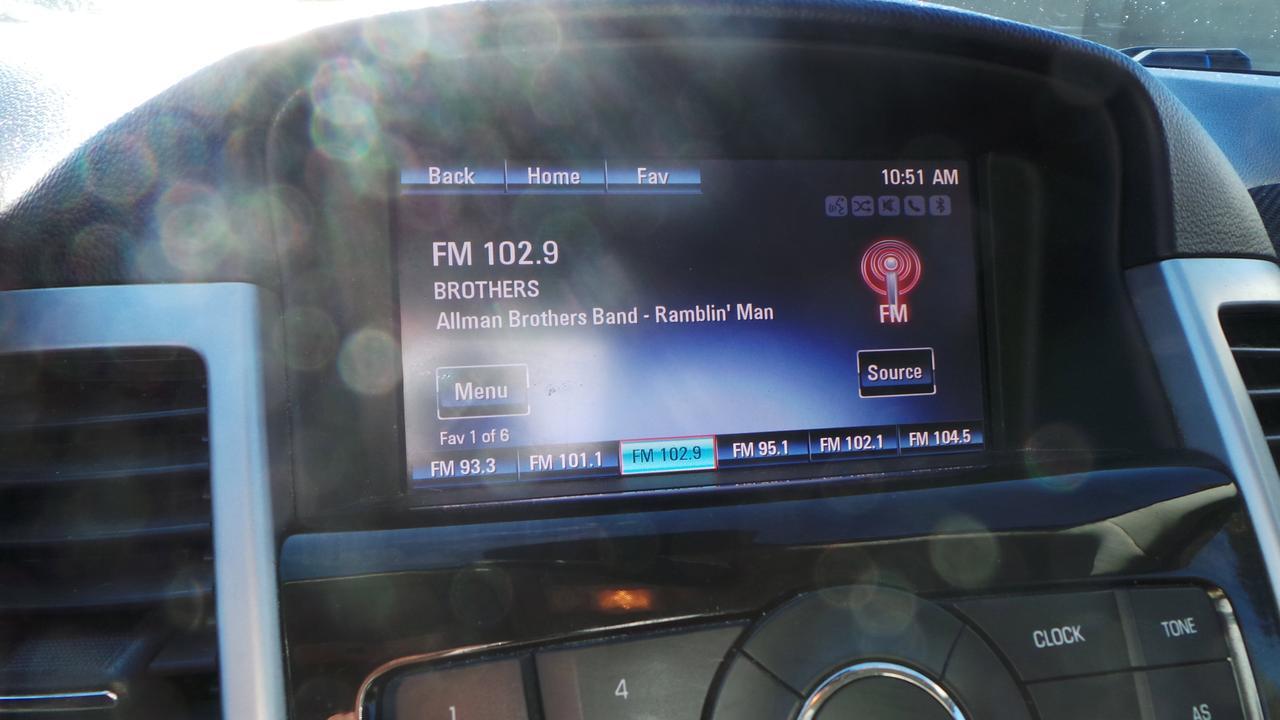 Back Home Fav 10:51 AM
FM 102.9
BROTHERS
Allman Brothers Band - Ramblin' Man
FM
Menu
Source
Fav 1 of 6
FM 93.3 FM 101.1 FM 102.9 FM 95.1 FM 102.1 FM 104.5
CLOCK TONE
1 4 AS